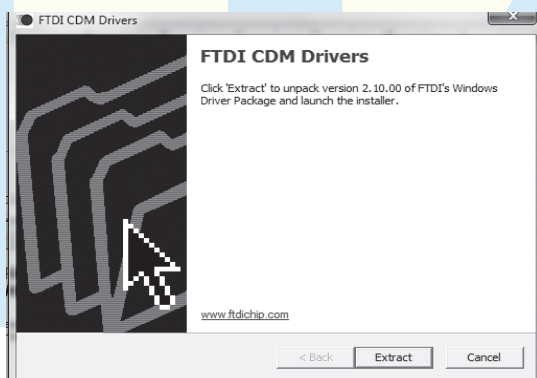 FTDI CDM Drivers
FTDI CDM Drivers
Click 'Extract' to unpack version 2.10.00 of FTDI's Windows
Driver Package and launch the installer.
www.ftdichip.com
< Back
Extract
Cancel